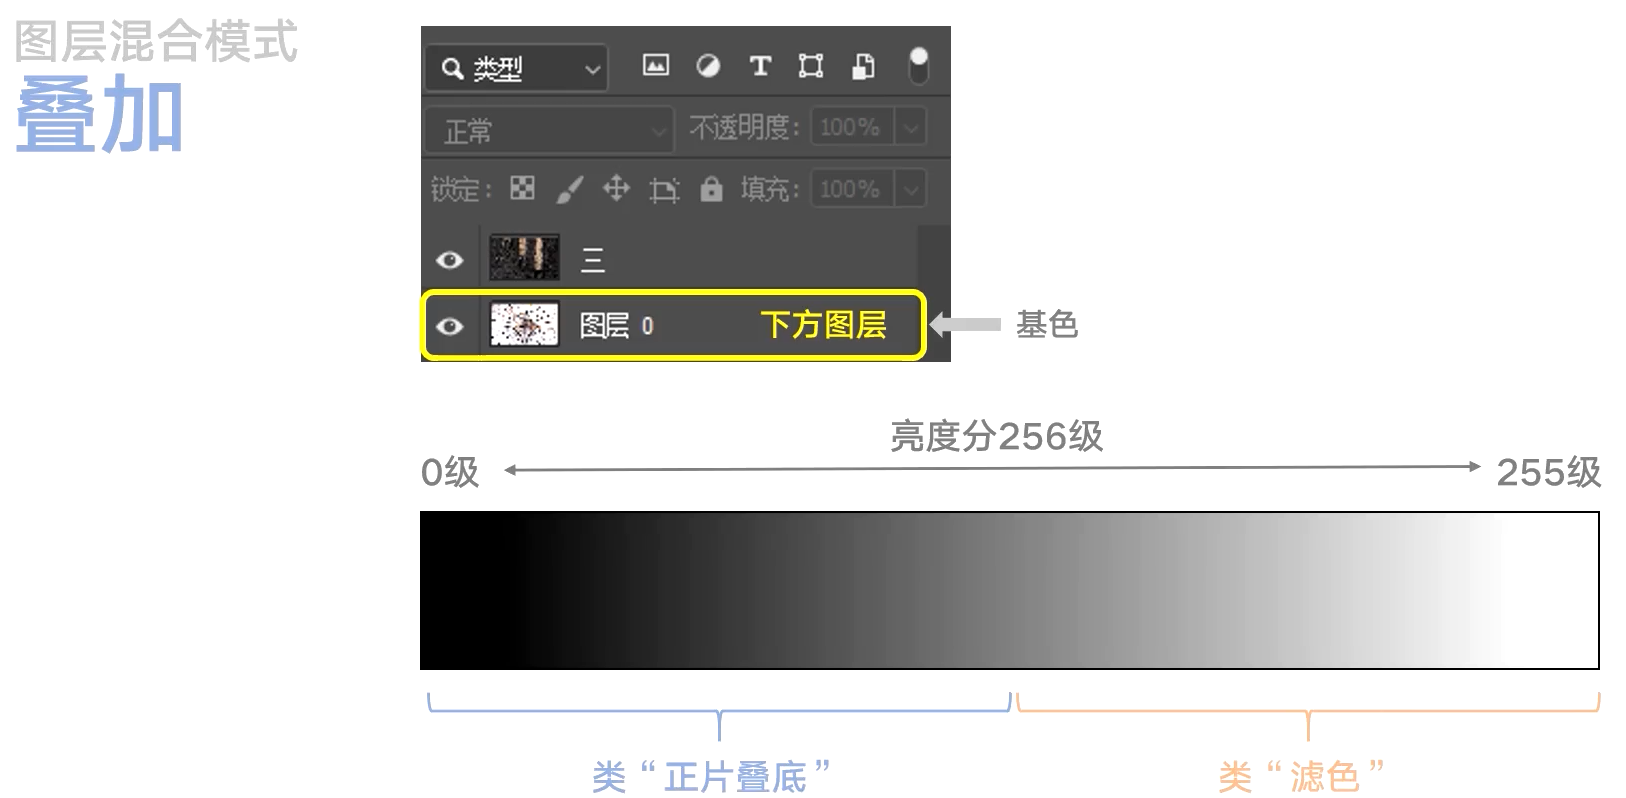 图层混合模式
叠加
类型
正常
不透明度: 100%
锁定: 填充: 100%
三
图层 0 下方图层
基色
亮度分256级
0级 255级
类“正片叠底” 类“滤色”